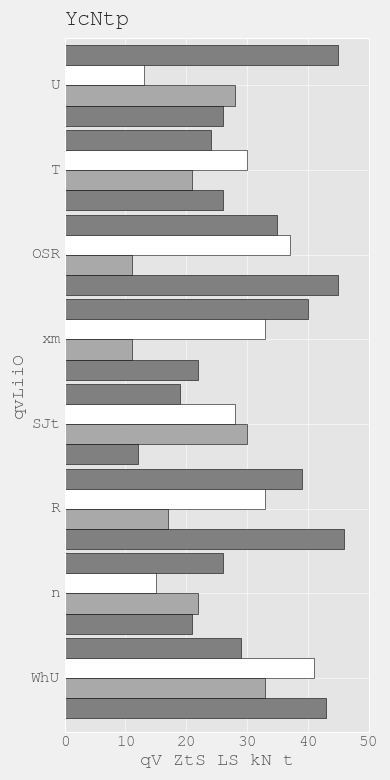 YcNtp
U
T
OSR
xm
SJt
R
n
WhU
qvLiiO
0 10 20 30 40 50
qV ZtS LS kN t